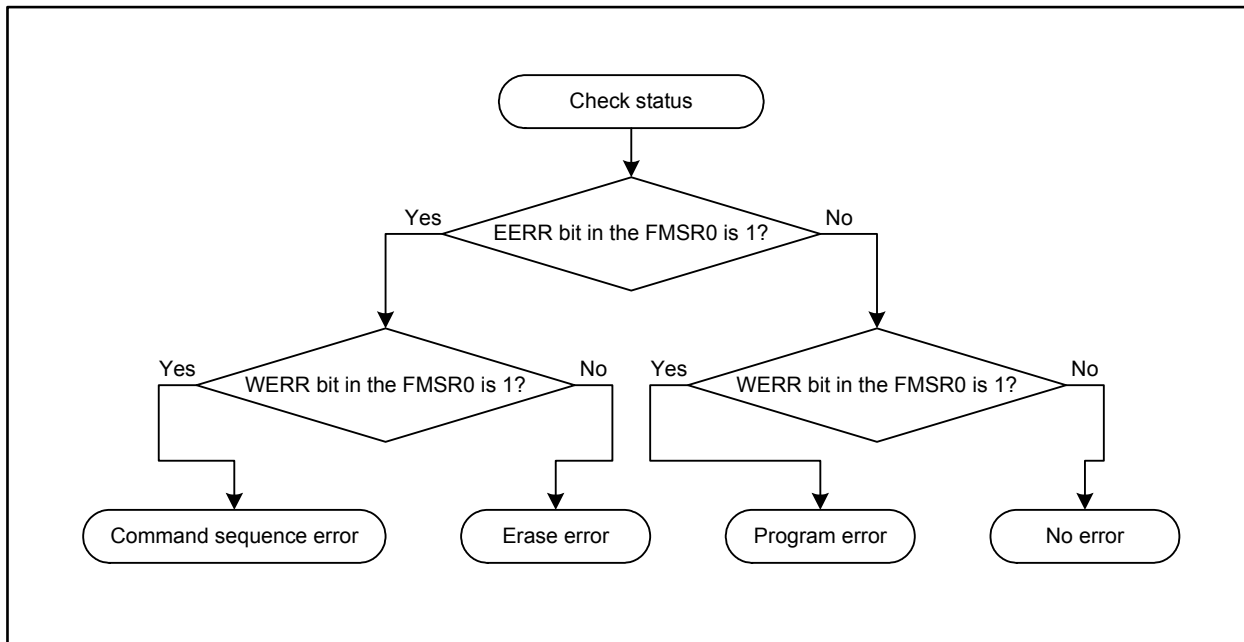 Check status
Yes
EERR bit in the FMSR0 is 1?
No
Yes
WERR bit in the FMSR0 is 1?
No
Yes
WERR bit in the FMSR0 is 1?
No
Command sequence error
Erase error
Program error
No error